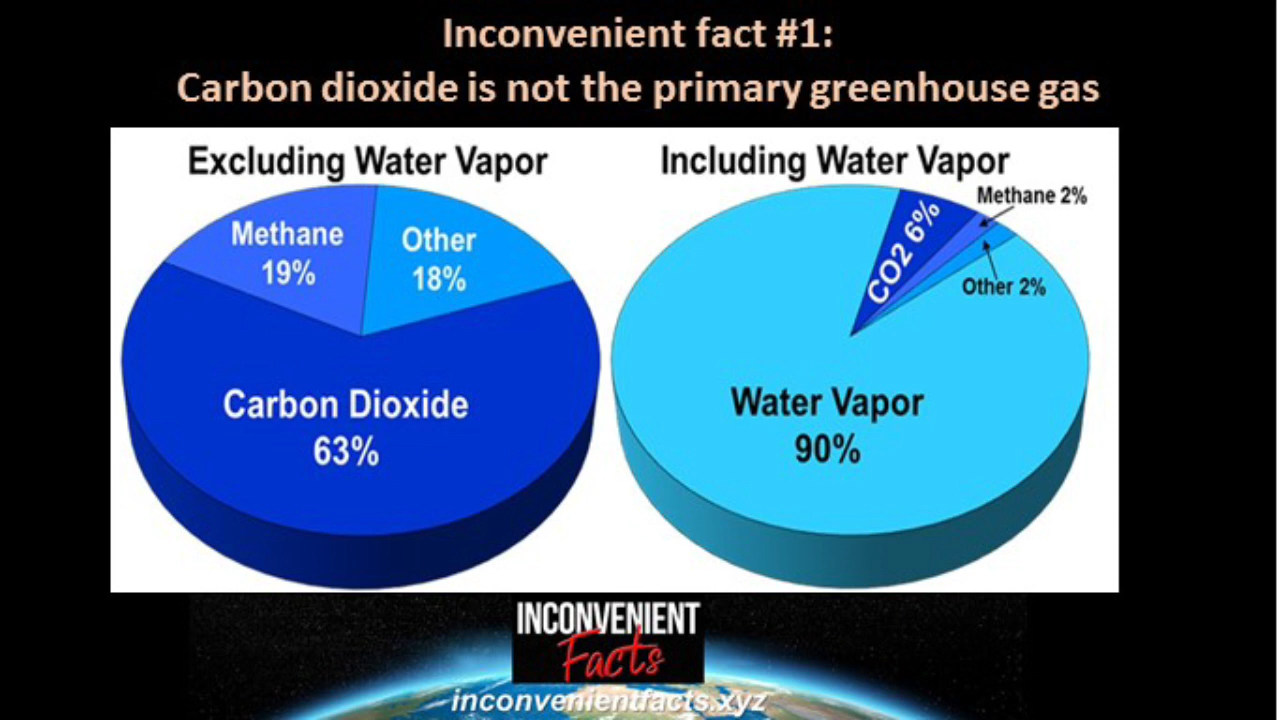 Inconvenient fact #1:
Carbon dioxide is not the primary greenhouse gas
Excluding Water Vapor
Methane
19%
Other
18%
Carbon Dioxide
63%
Including Water Vapor
Methane 2%
CO2 6%
Other 2%
Water Vapor
90%
INCONVENIENT
Facts
inconvenientfacts.xyz